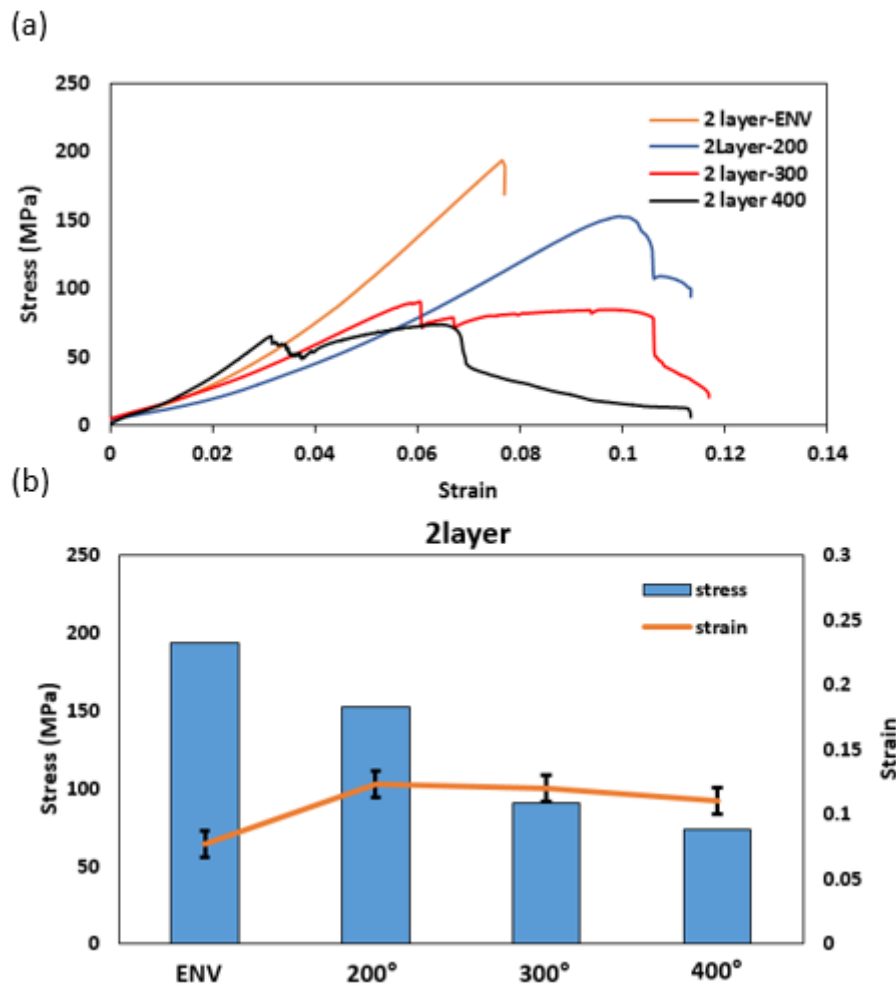 (a)
250
200
150
100
50
0
Stress (MPa)
2 layer-ENV
2Layer-200
2 layer-300
2 layer 400
0 0.02 0.04 0.06 0.08 0.1 0.12 0.14
Strain
(b)
2layer
250
200
150
100
50
0
Stress (MPa)
stress
strain
0.3
0.25
0.2
0.15
0.1
0.05
0
Strain
ENV 200° 300° 400°